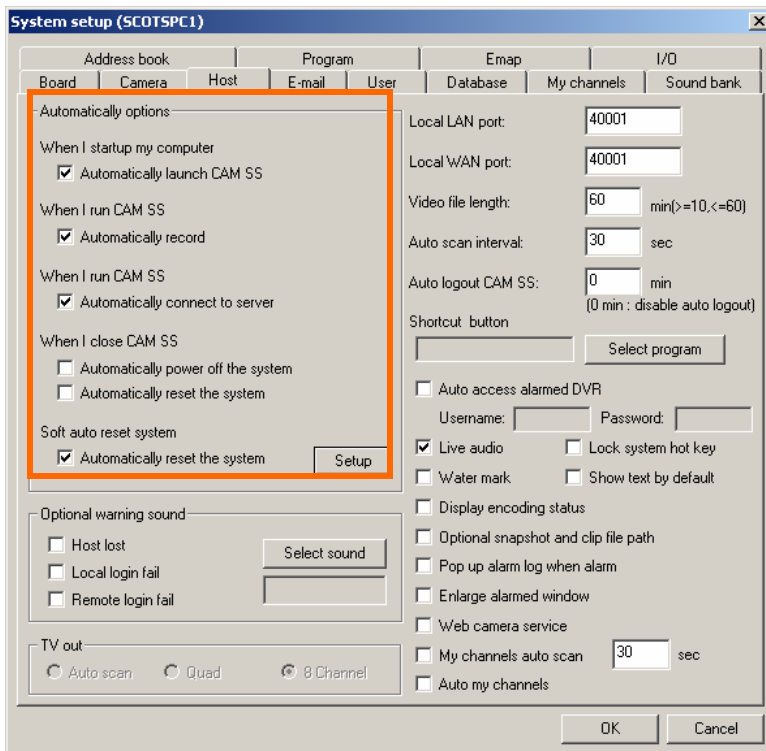 System setup (SCOTSPC1)
Address book Program Emap I/O
Board Camera Host E-mail User Database My channels Sound bank
Automatically options
When I startup my computer
Automatically launch CAM SS
When I run CAM SS
Automatically record
When I run CAM SS
Automatically connect to server
When I close CAM SS
Automatically power off the system
Automatically reset the system
Soft auto reset system
Automatically reset the system Setup
Optional warning sound
Host lost
Local login fail
Remote login fail
Select sound
TV out
Auto scan Quad 8 Channel
Local LAN port: 40001
Local WAN port: 40001
Video file length: 60 min(>=10,<=60)
Auto scan interval: 30 sec
Auto logout CAM SS: 0 min
(0 min : disable auto logout)
Shortcut button
Select program
Auto access alarmed DVR
Username: Password:
Live audio Lock system hot key
Water mark Show text by default
Display encoding status
Optional snapshot and clip file path
Pop up alarm log when alarm
Enlarge alarmed window
Web camera service
My channels auto scan 30 sec
Auto my channels
OK Cancel